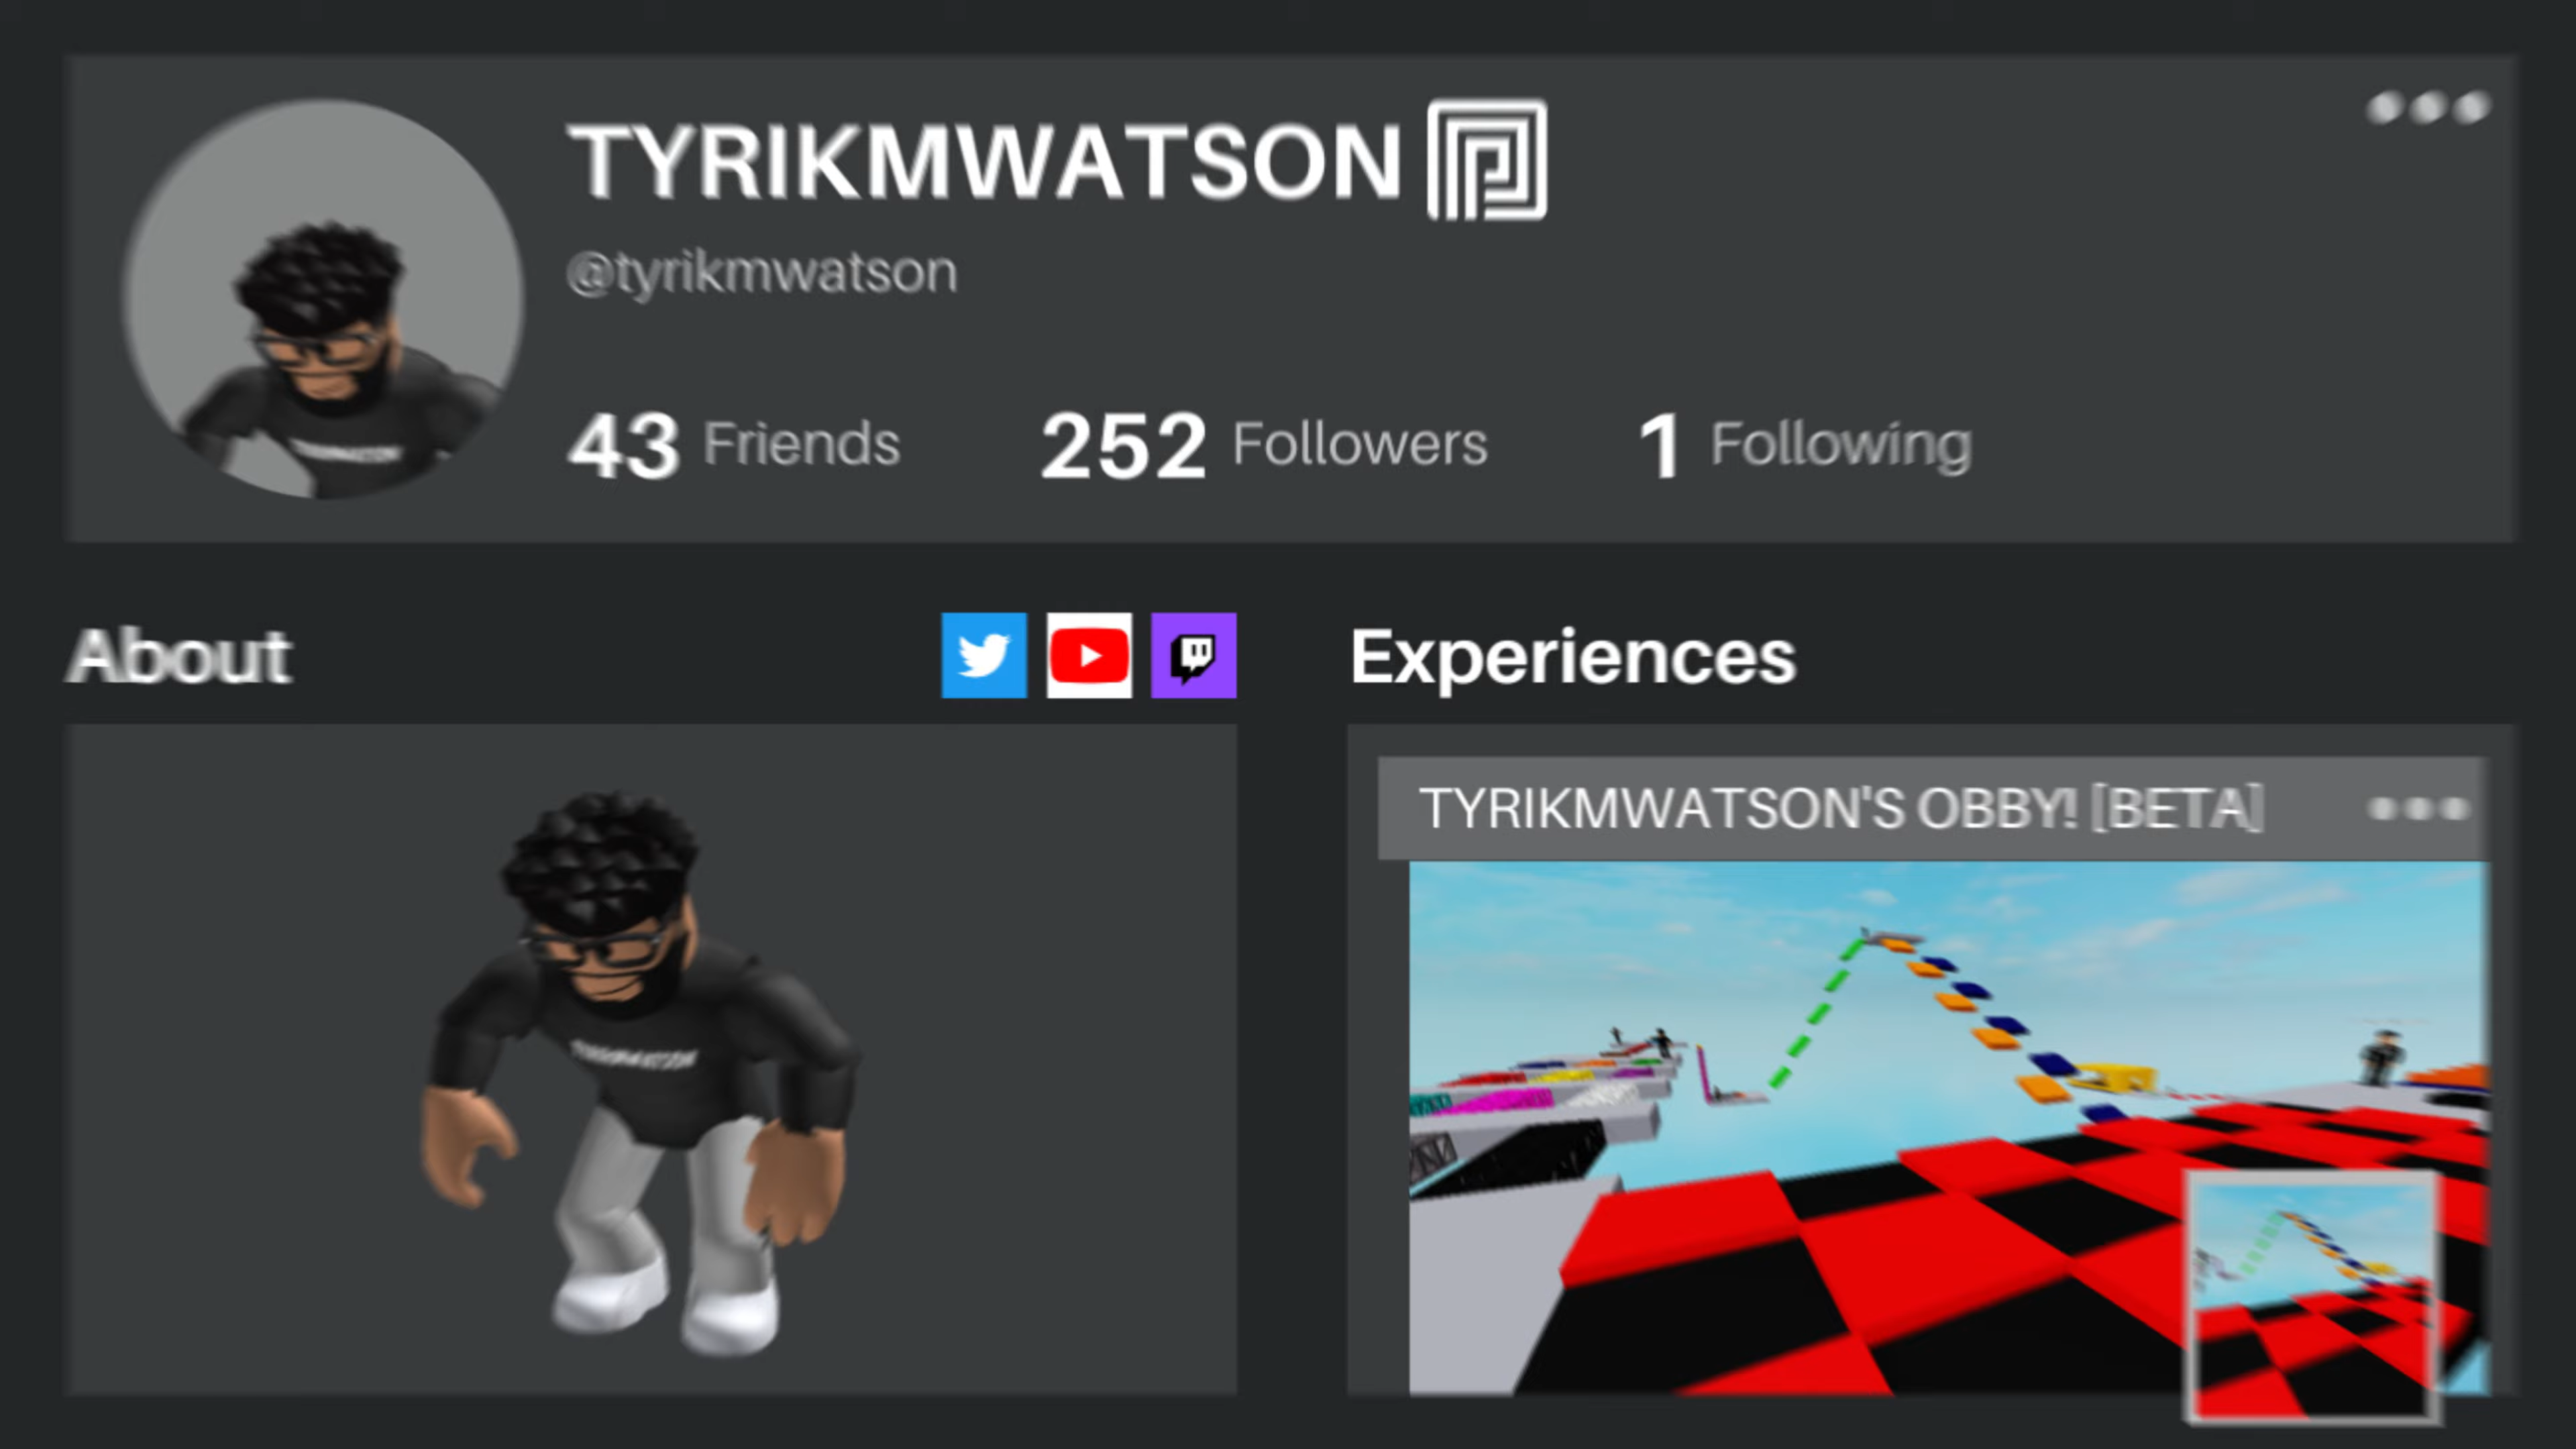 TYRIKMWATSON
@tyrikmwatson
43 Friends 252 Followers 1 Following
About
Experiences
TYRIKMWATSON'S OBBY! [BETA]